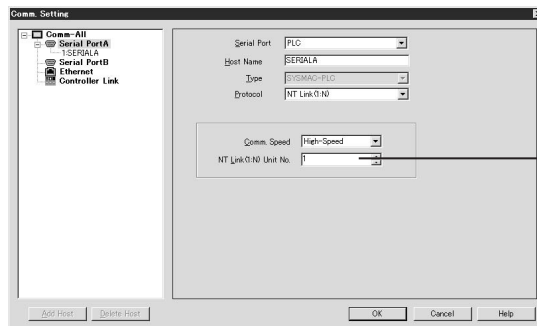 Comm. Setting
Comm-All
Serial PortA
1:SERIALA
Serial PortB
Ethernet
Controller Link
Serial Port PLC
Host Name SERIALA
Type SYSMAC-PLC
Protocol NT Link(1:N)
Comm. Speed High-Speed
NT Link(1:N) Unit No. 1
Add Host Delete Host OK Cancel Help